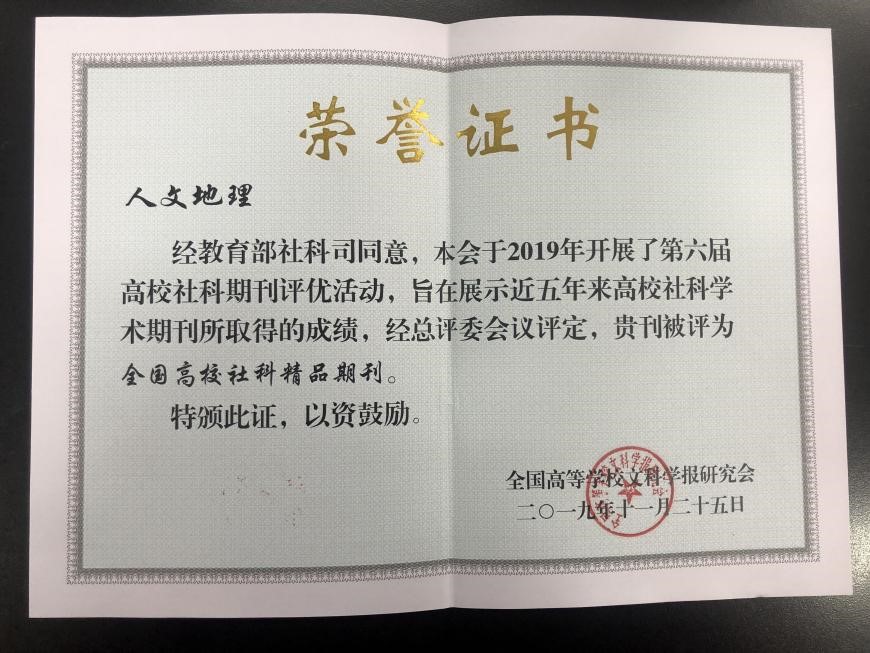 荣誉证书
人文地理
经教育部社科司同意，本会于2019年开展了第六届
高校社科期刊评优活动，旨在展示近五年来高校社科学
术期刊所取得的成绩，经总评委会议评定，贵刊被评为
全国高校社科精品期刊。
特颁此证，以资鼓励。
全国高等学校文科学报研究会
二〇一九年十一月二十五日